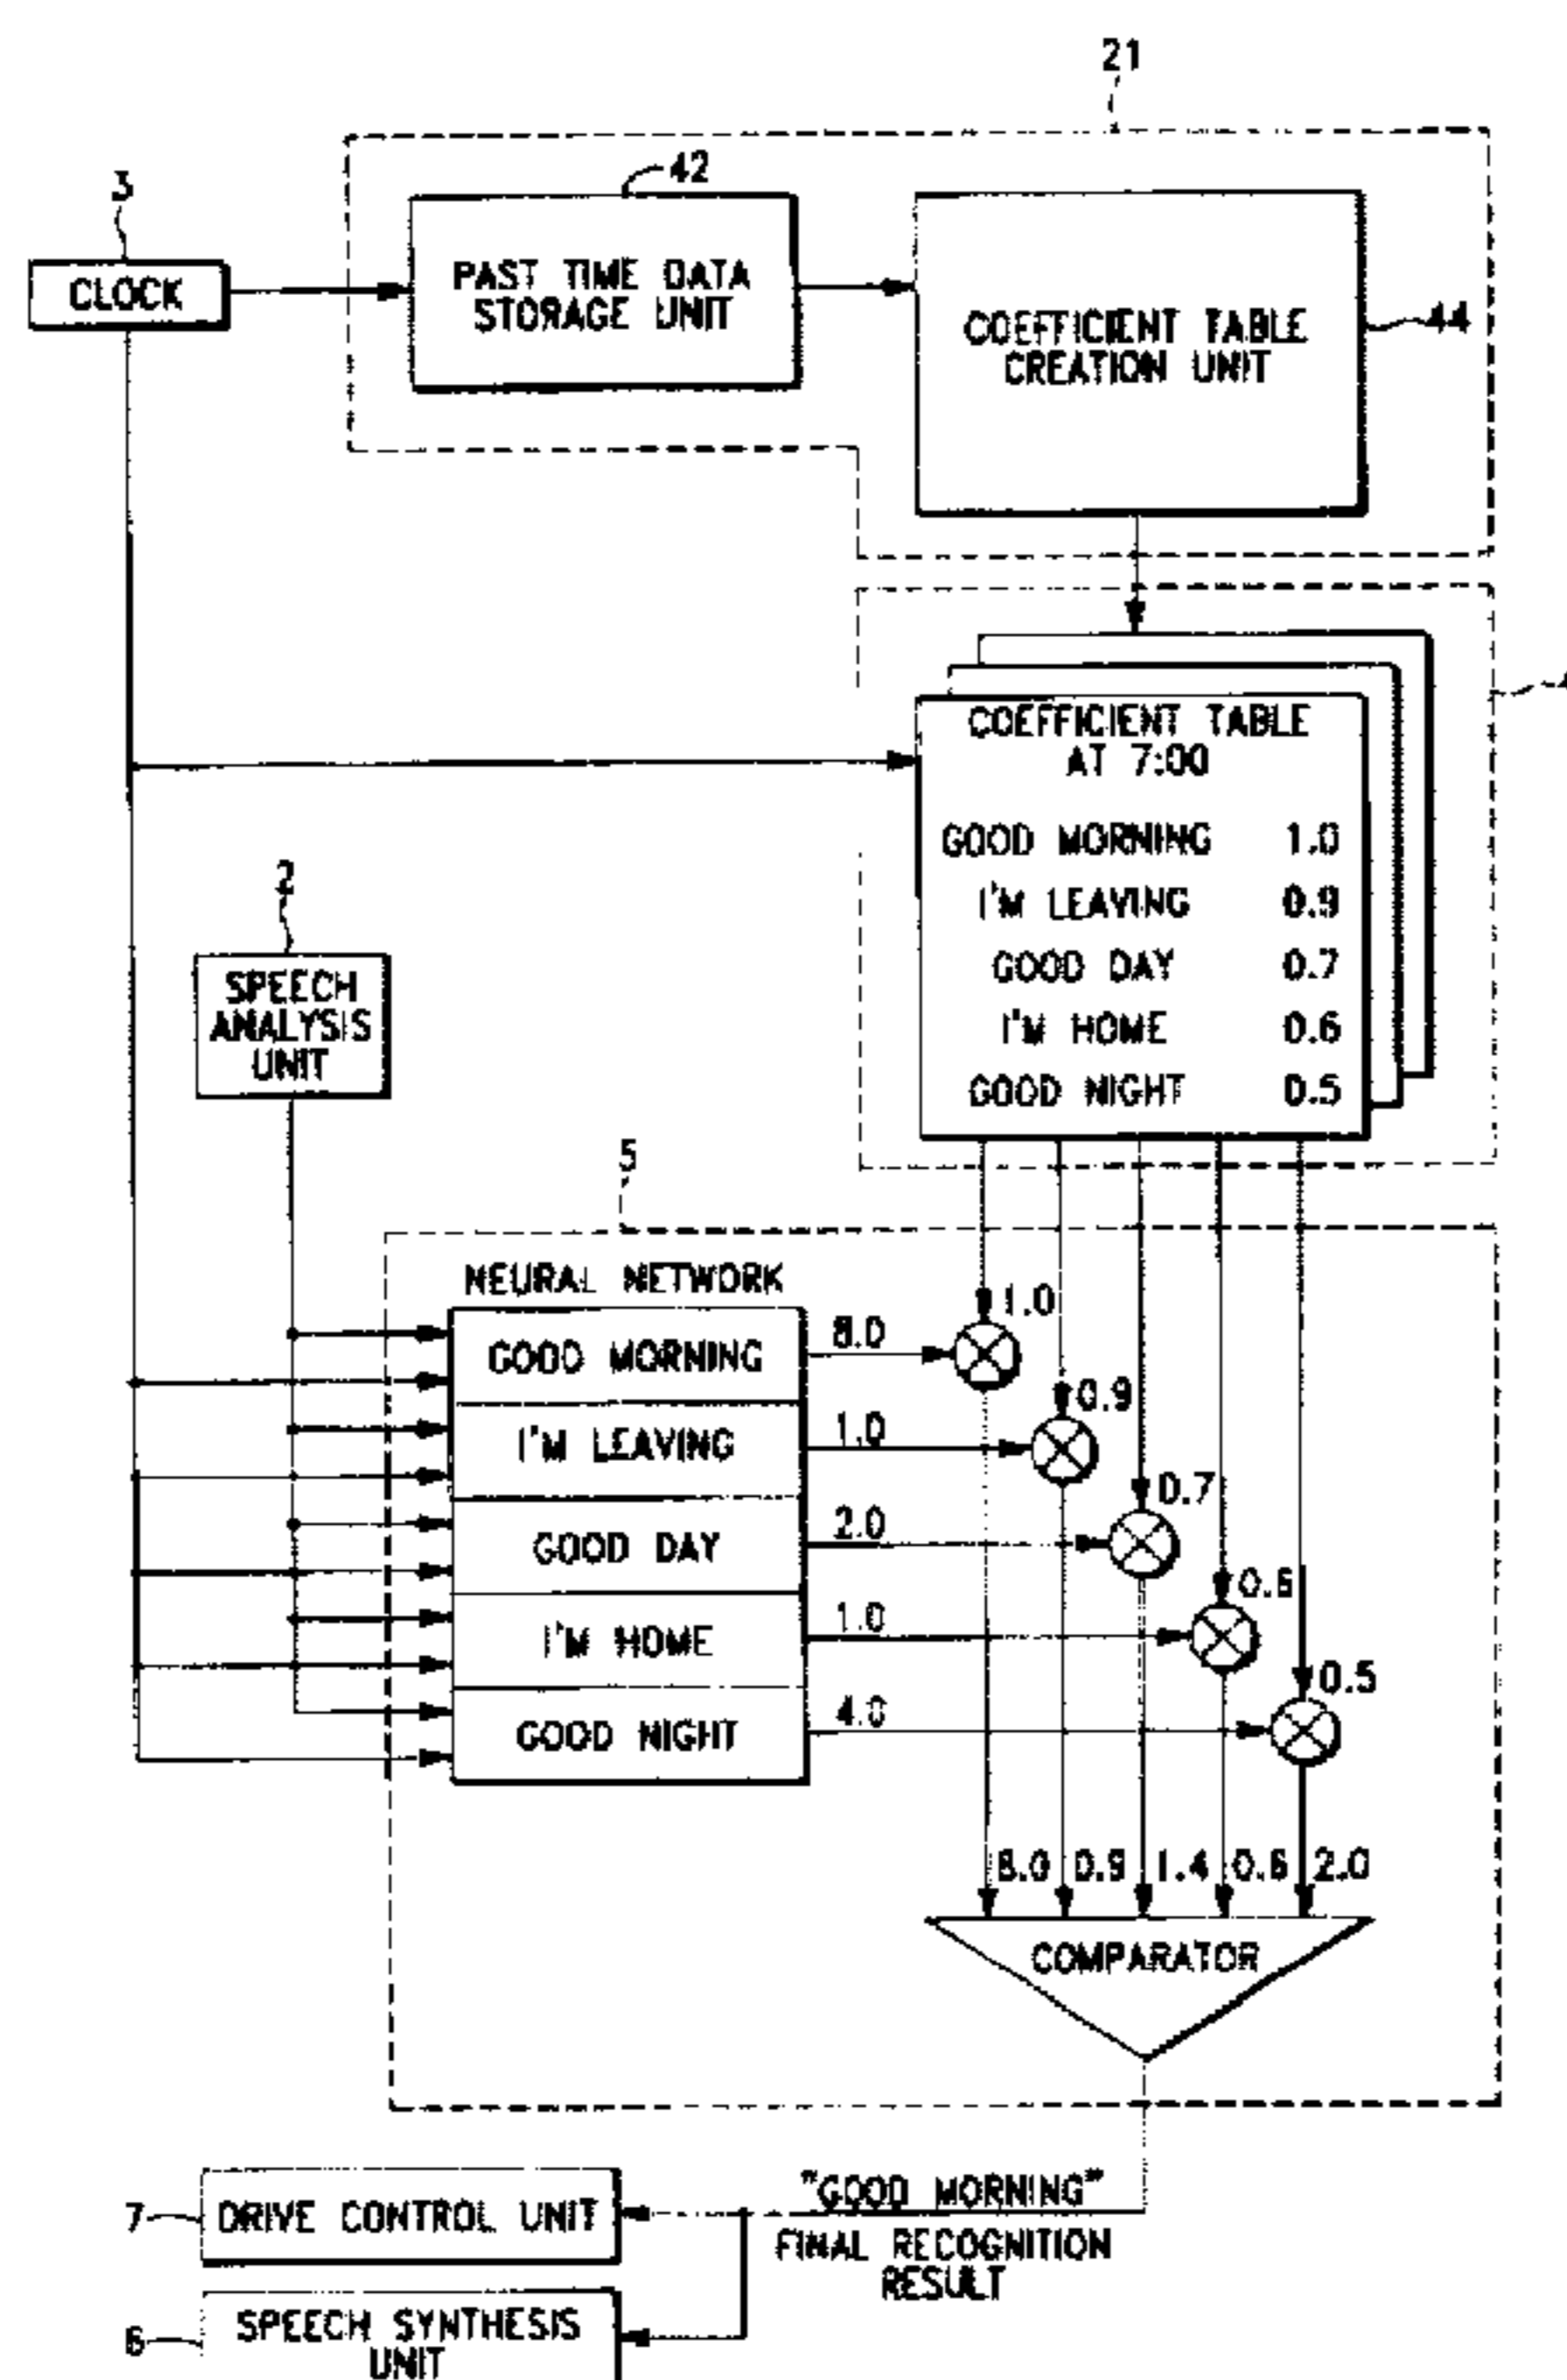 21
3
42
CLOCK
PAST TIME DATA
STORAGE UNIT
COEFFICIENT TABLE
CREATION UNIT
44
COEFFICIENT TABLE
AT 7:00
GOOD MORNING 1.0
I'M LEAVING 0.9
GOOD DAY 0.7
I'M HOME 0.6
GOOD NIGHT 0.5
2
SPEECH
ANALYSIS
UNIT
5
NEURAL NETWORK
GOOD MORNING 8.0 1.0
I'M LEAVING 1.0 0.9
GOOD DAY 2.0 0.7
I'M HOME 1.0 0.6
GOOD NIGHT 4.0 0.5
8.0 0.9 1.4 0.6 2.0
COMPARATOR
"GOOD MORNING"
FINAL RECOGNITION
RESULT
7 DRIVE CONTROL UNIT
6 SPEECH SYNTHESIS
UNIT